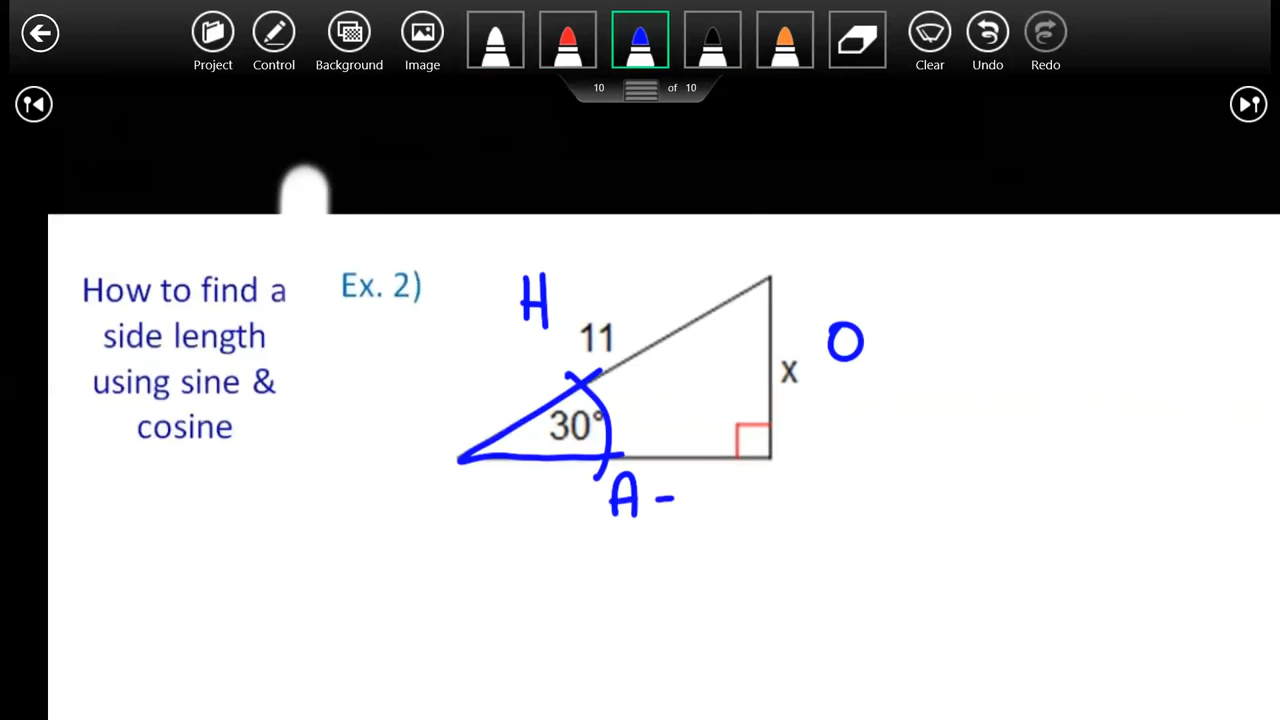 Project Control Background Image Clear Undo Redo
10 of 10
How to find a
side length
using sine &
cosine
Ex. 2)
H
11
O
x
30°
A -